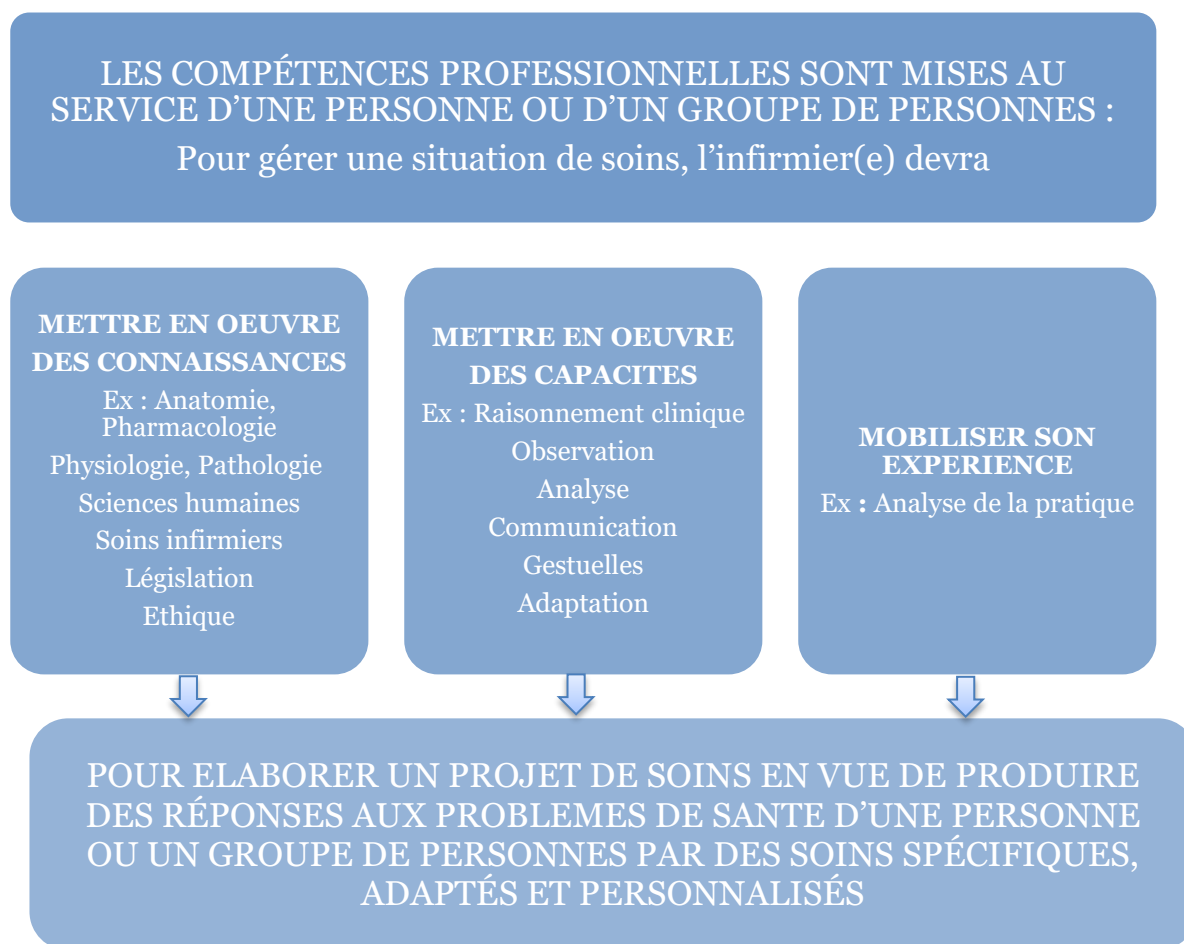 LES COMPÉTENCES PROFESSIONNELLES SONT MISES AU
SERVICE D’UNE PERSONNE OU D’UN GROUPE DE PERSONNES :
Pour gérer une situation de soins, l’infirmier(e) devra
METTRE EN OEUVRE
DES CONNAISSANCES
Ex : Anatomie,
Pharmacologie
Physiologie, Pathologie
Sciences humaines
Soins infirmiers
Législation
Ethique
METTRE EN OEUVRE
DES CAPACITES
Ex : Raisonnement clinique
Observation
Analyse
Communication
Gestuelles
Adaptation
MOBILISER SON
EXPERIENCE
Ex : Analyse de la pratique
POUR ELABORER UN PROJET DE SOINS EN VUE DE PRODUIRE
DES RÉPONSES AUX PROBLEMES DE SANTE D’UNE PERSONNE
OU UN GROUPE DE PERSONNES PAR DES SOINS SPÉCIFIQUES,
ADAPTÉS ET PERSONNALISÉS